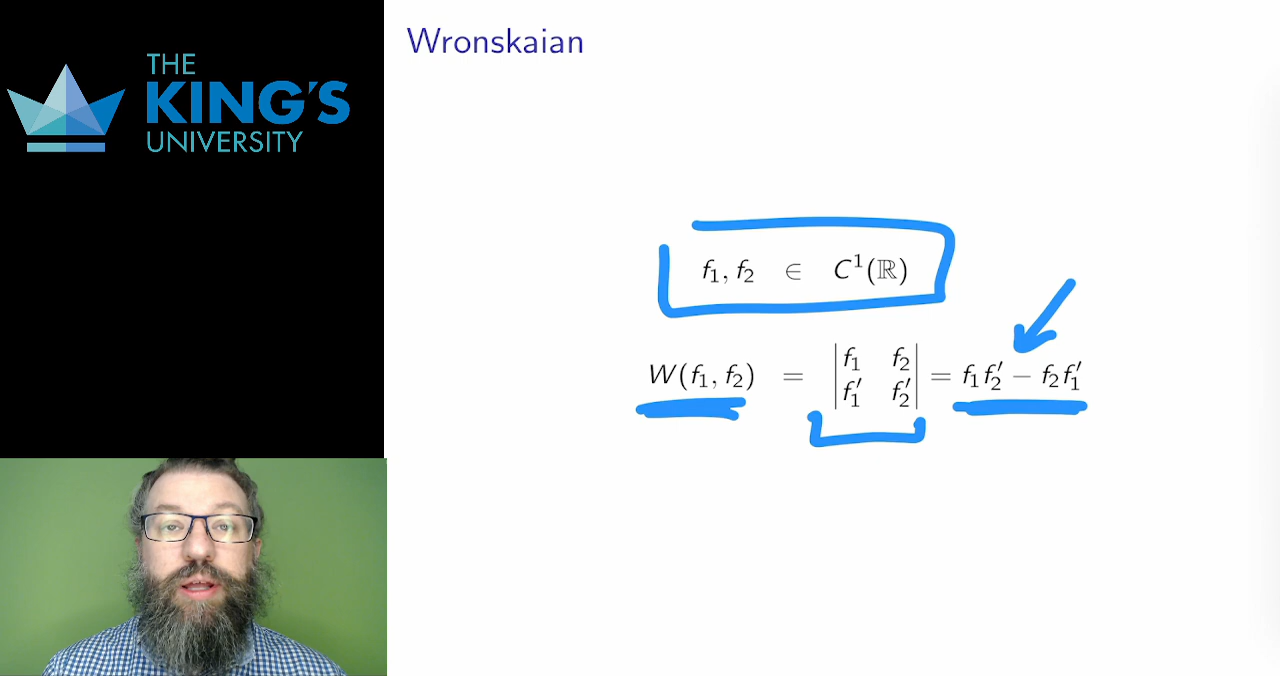 THE
KING'S
UNIVERSITY
Wronskaian
f₁, f₂ ∈ C¹(ℝ)
W(f₁, f₂) = |f₁ f₂; f₁′ f₂′| = f₁f₂′ − f₂f₁′